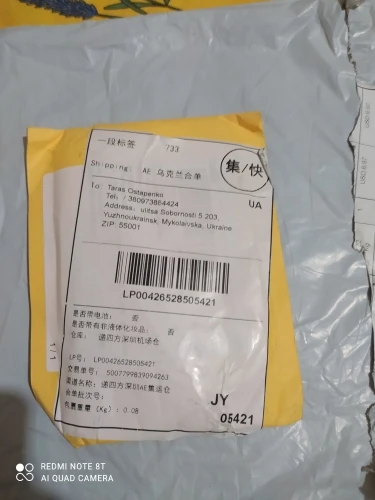 一段标签 733
Shipping: AE 乌克兰合单
集/快
UA
To: Taras Ostapenkn
Tel: / 380973864424
Address: ulitsa Sobornosti 5 203,
Yuzhnoukrainsk, Mykolaivska, Ukraine
ZIP: 55001
LP00426528505421
是否带电池: 否
是否带有非液体化妆品: 否
仓库: 递四方深圳机场仓
1/1
LP号: LP00426528505421
交易单号: 5007799839094263
渠道名称: 递四方深圳AE集运仓
合单批次号:
包裹重量 (Kg): 0.08
JY
05421
REDMI NOTE 8T
AI QUAD CAMERA